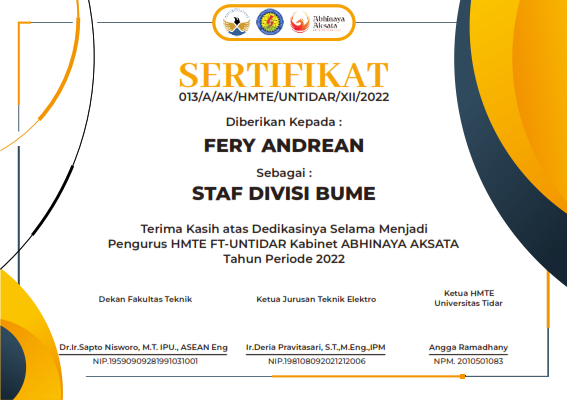 Abhinaya
Aksata
SERTIFIKAT
013/A/AK/HMTE/UNTIDAR/XII/2022
Diberikan Kepada :
FERY ANDREAN
Sebagai :
STAF DIVISI BUME
Terima Kasih atas Dedikasinya Selama Menjadi
Pengurus HMTE FT-UNTIDAR Kabinet ABHINAYA AKSATA
Tahun Periode 2022
Dekan Fakultas Teknik
Dr.Ir.Sapto Nisworo, M.T. IPU., ASEAN Eng
NIP.19590909281991031001
Ketua Jurusan Teknik Elektro
Ir.Deria Pravitasari, S.T.,M.Eng.,IPM
NIP.198108092021212006
Ketua HMTE
Universitas Tidar
Angga Ramadhany
NPM. 2010501083